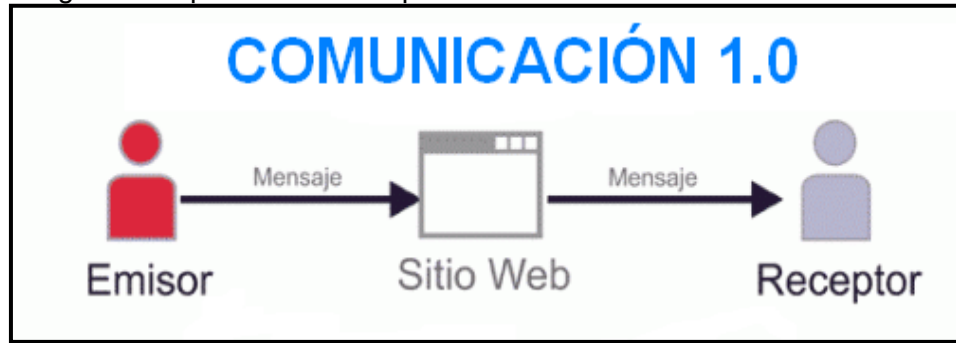 COMUNICACIÓN 1.0
Mensaje
Mensaje
Emisor
Sitio Web
Receptor